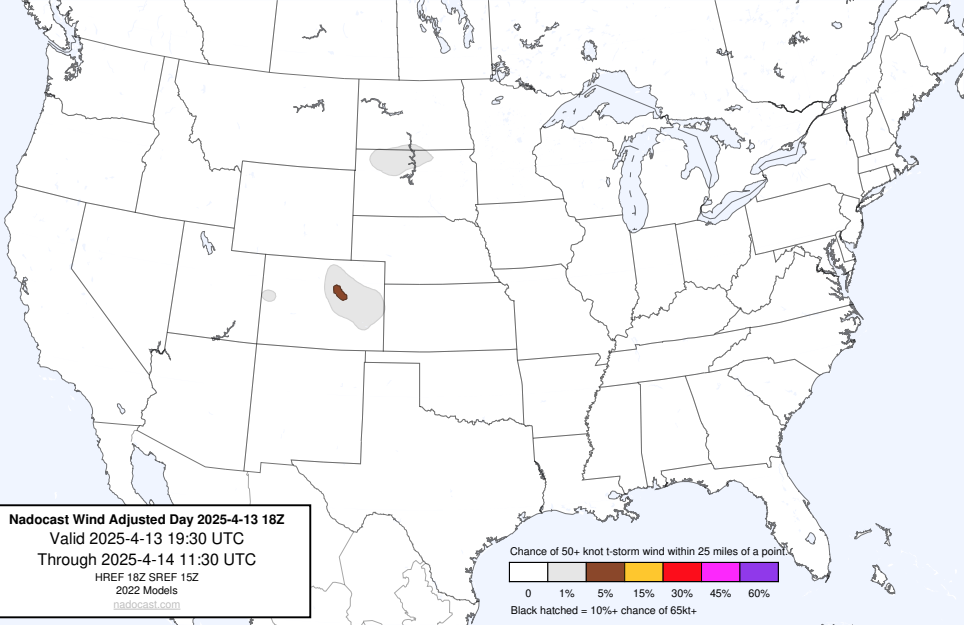 Nadocast Wind Adjusted Day 2025-4-13 18Z
Valid 2025-4-13 19:30 UTC
Through 2025-4-14 11:30 UTC
HREF 18Z SREF 15Z
2022 Models
nadocast.com
Chance of 50+ knot t-storm wind within 25 miles of a point.
0 1% 5% 15% 30% 45% 60%
Black hatched = 10%+ chance of 65kt+